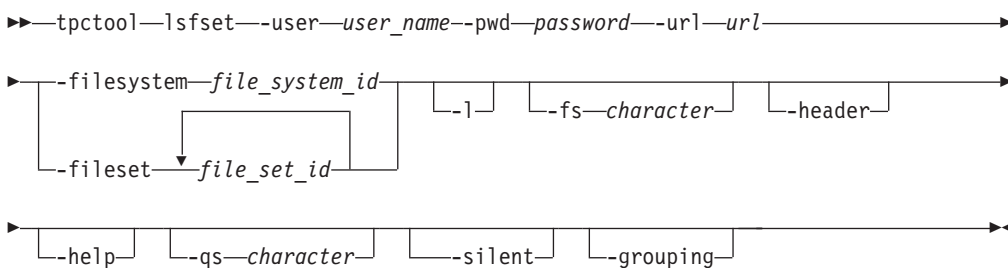 tpctool lsfset -user user_name -pwd password -url url
-filesystem file_system_id -l -fs character -header
-fileset file_set_id
-help -qs character -silent -grouping